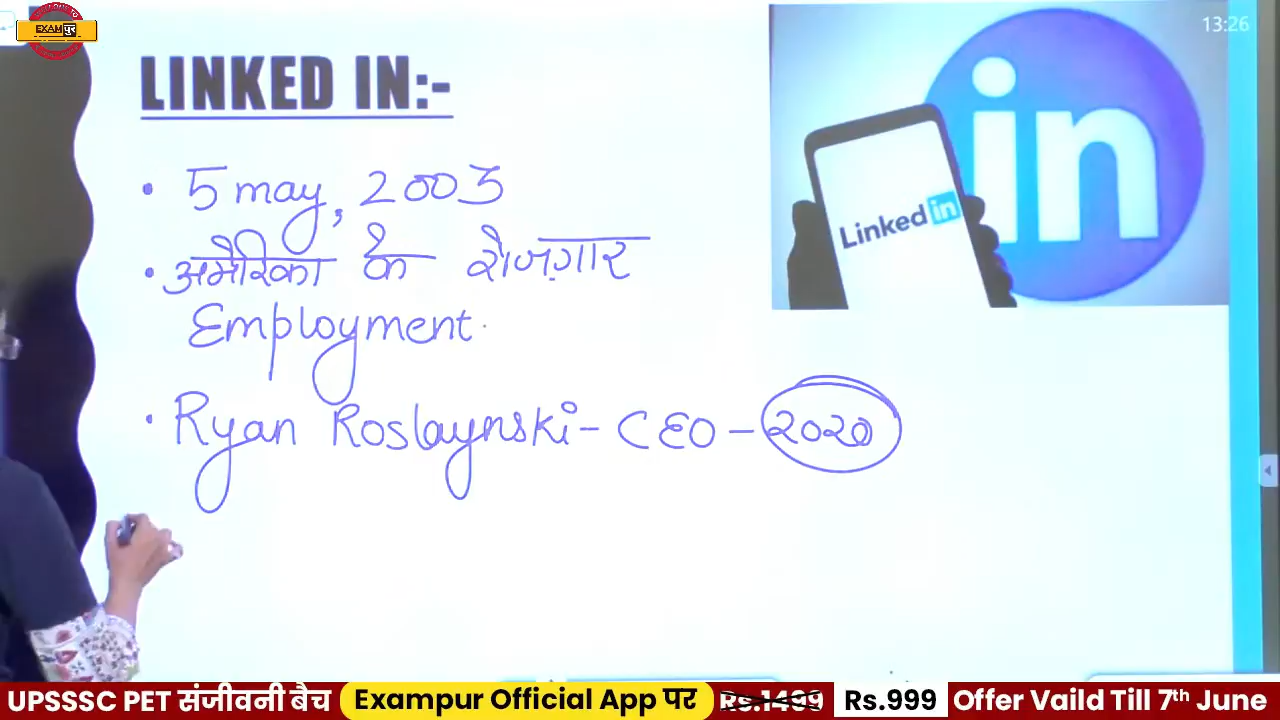 EXAMपुर
13:26
LINKED IN:-
• 5 may, 2003
• अमेरिका के रोजग़ार
Employment
• Ryan Roslaynski - CEO - 2020
Linked in
in
UPSSSC PET संजीवनी बैच Exampur Official App पर Rs.1499 Rs.999 Offer Vaild Till 7th June